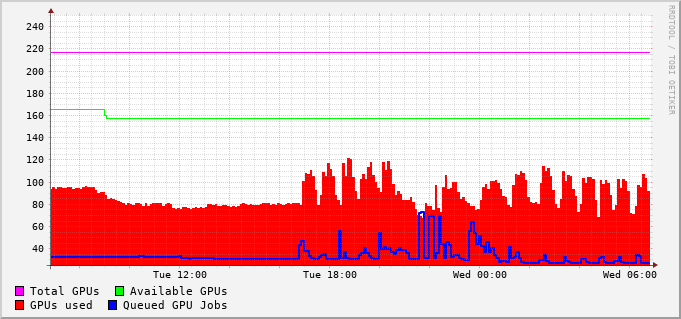 240
220
200
180
160
140
120
100
80
60
40
Tue 12:00 Tue 18:00 Wed 00:00 Wed 06:00
Total GPUs Available GPUs
GPUs used Queued GPU Jobs
RRDTOOL / TOBI OETIKER